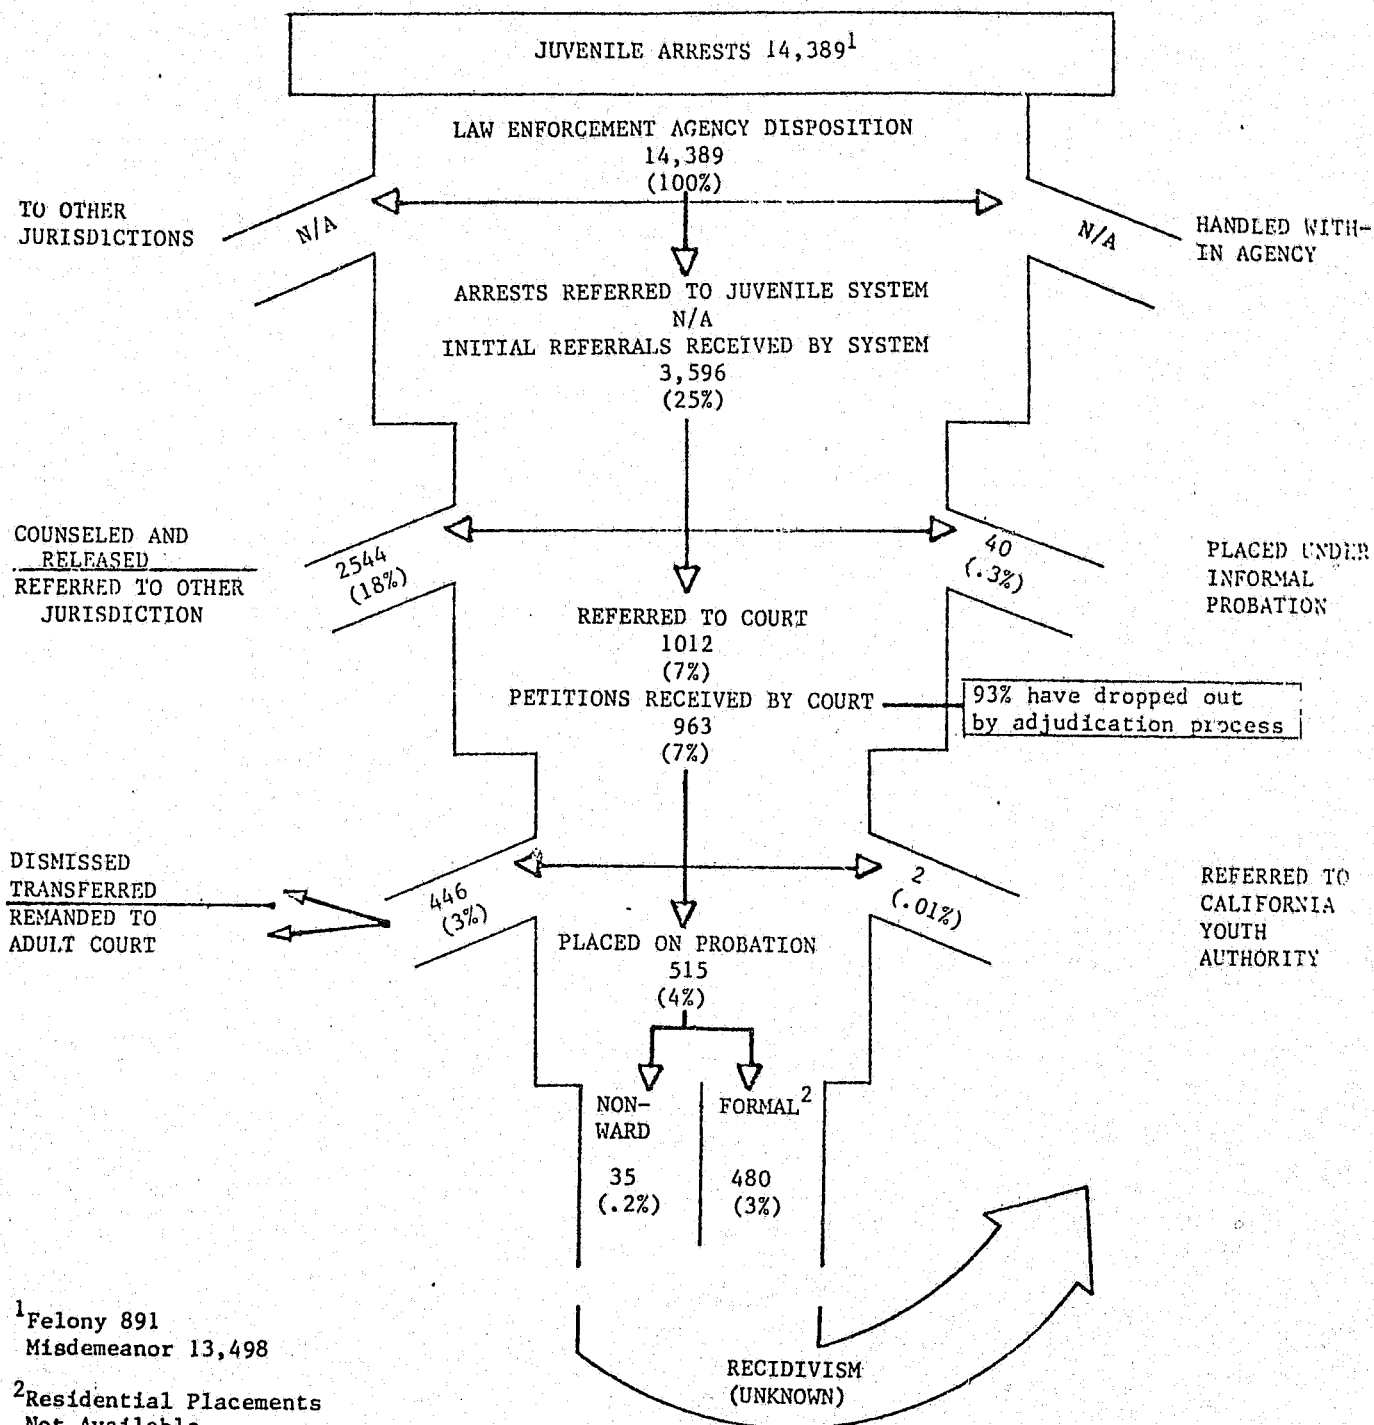 JUVENILE ARRESTS 14,389¹
LAW ENFORCEMENT AGENCY DISPOSITION
14,389
(100%)
TO OTHER
JURISDICTIONS
N/A
N/A
HANDLED WITH-
IN AGENCY
ARRESTS REFERRED TO JUVENILE SYSTEM
N/A
INITIAL REFERRALS RECEIVED BY SYSTEM
3,596
(25%)
COUNSELED AND
RELEASED
REFERRED TO OTHER
JURISDICTION
2544
(18%)
40
(.3%)
PLACED UNDER
INFORMAL
PROBATION
REFERRED TO COURT
1012
(7%)
PETITIONS RECEIVED BY COURT
963
(7%)
93% have dropped out
by adjudication process
DISMISSED
TRANSFERRED
REMANDED TO
ADULT COURT
446
(3%)
2
(.01%)
REFERRED TO
CALIFORNIA
YOUTH
AUTHORITY
PLACED ON PROBATION
515
(4%)
NON-
WARD
35
(.2%)
FORMAL²
480
(3%)
RECIDIVISM
(UNKNOWN)
¹Felony 891
Misdemeanor 13,498
²Residential Placements
Not Available